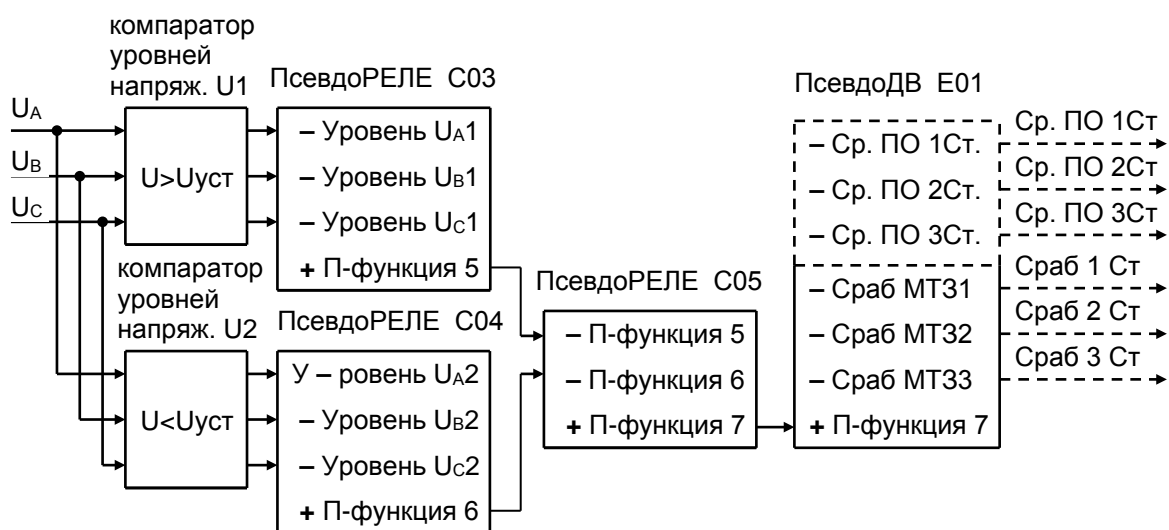 компаратор
уровней
напряж. U1
UA
UB
UC
U>Uуст
ПсевдоРЕЛЕ С03
– Уровень UA1
– Уровень UB1
– Уровень UC1
+ П-функция 5
компаратор
уровней
напряж. U2
U<Uуст
ПсевдоРЕЛЕ С04
У – ровень UA2
– Уровень UB2
– Уровень UC2
+ П-функция 6
ПсевдоРЕЛЕ С05
– П-функция 5
– П-функция 6
+ П-функция 7
ПсевдоДВ Е01
– Ср. ПО 1Ст.
– Ср. ПО 2Ст.
– Ср. ПО 3Ст.
– Сраб МТЗ1
– Сраб МТЗ2
– Сраб МТЗ3
+ П-функция 7
Ср. ПО 1Ст
Ср. ПО 2Ст
Ср. ПО 3Ст
Сраб 1 Ст
Сраб 2 Ст
Сраб 3 Ст